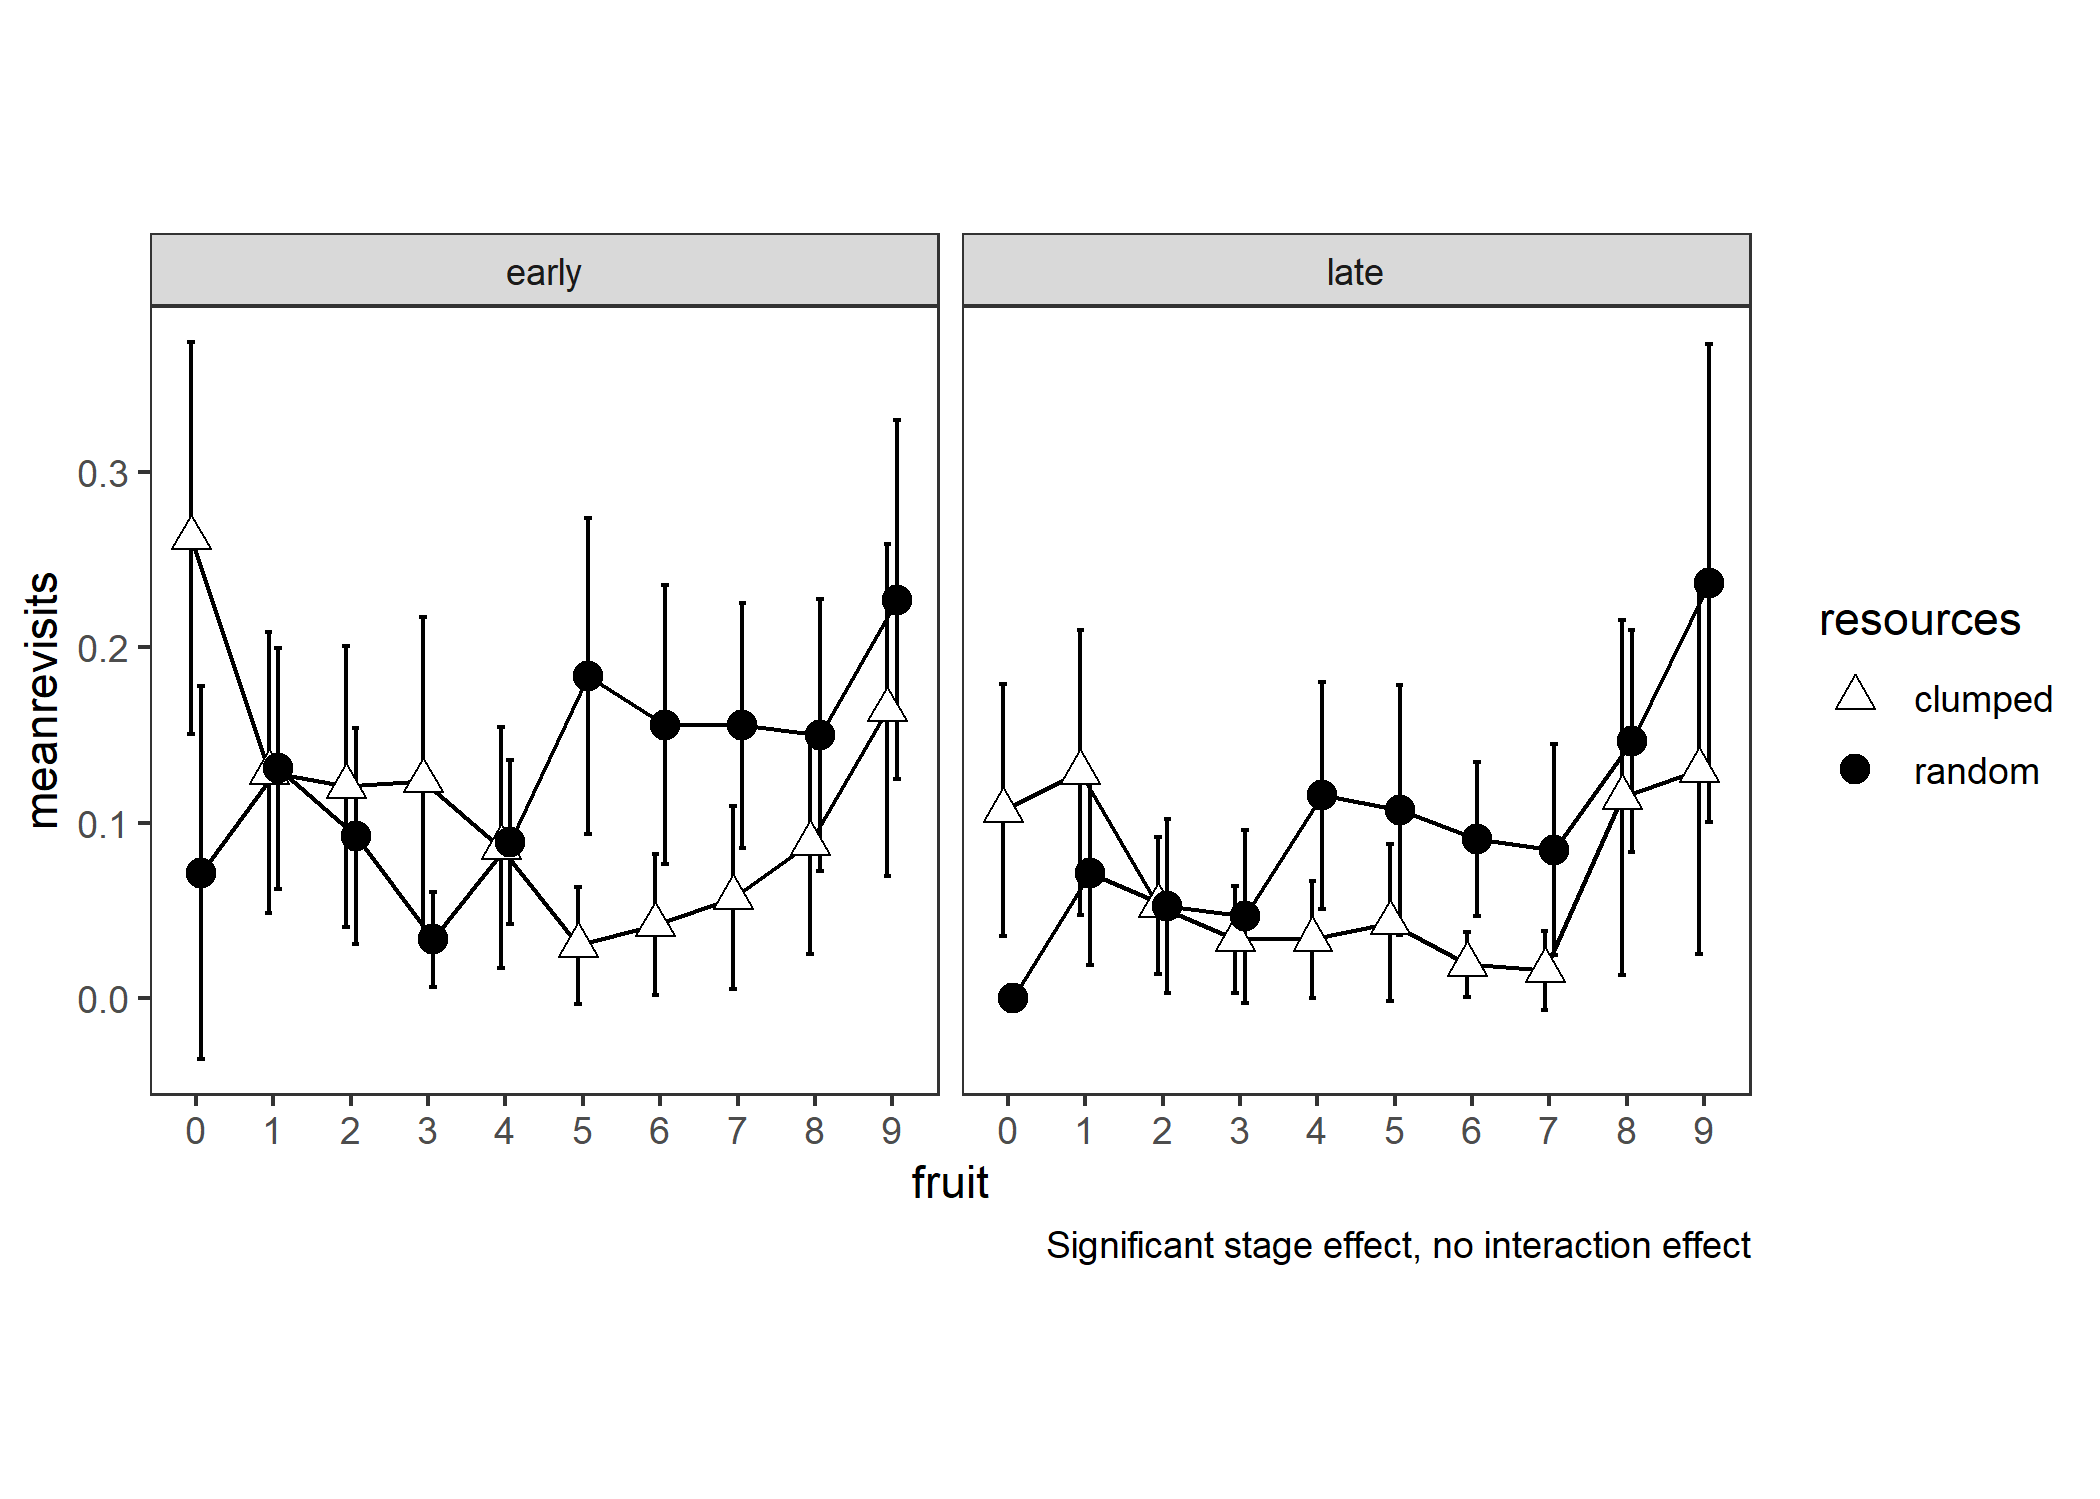 early
late
meanrevisits
0.3
0.2
0.1
0.0
0 1 2 3 4 5 6 7 8 9
0 1 2 3 4 5 6 7 8 9
fruit
Significant stage effect, no interaction effect
resources
clumped
random